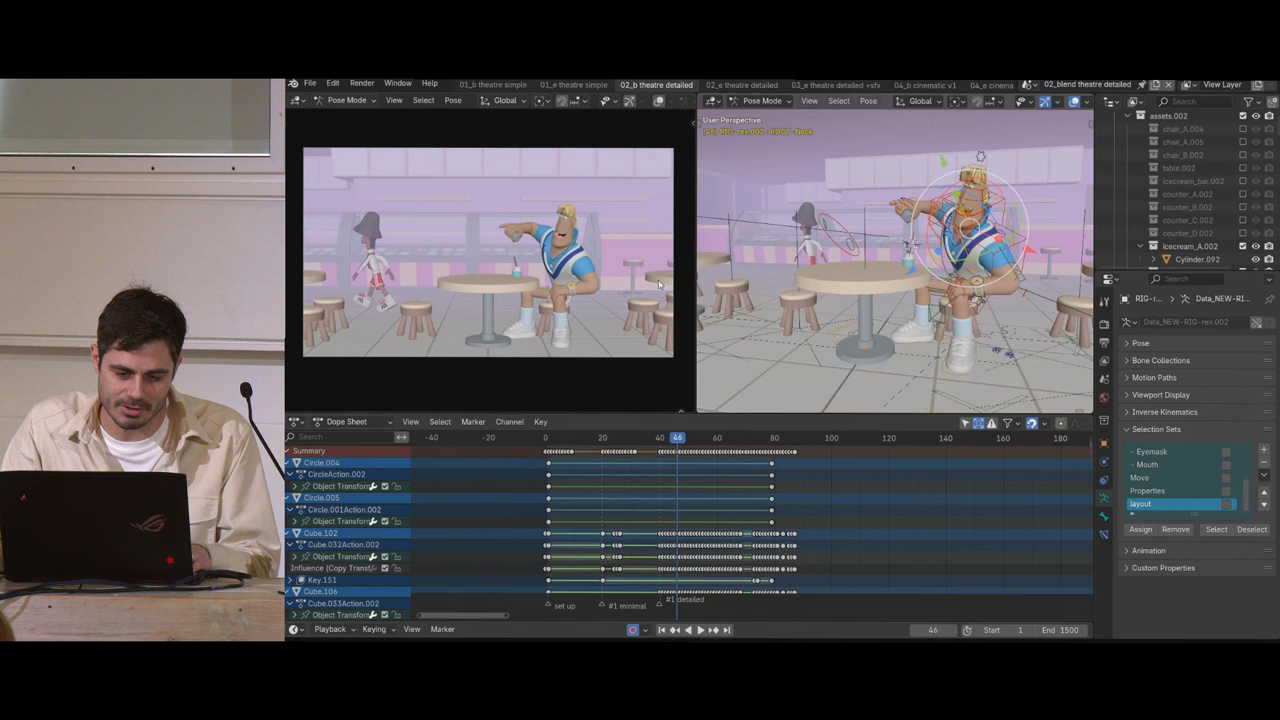 File Edit Render Window Help 01_b theatre simple 01_e theatre simple 02_b theatre detailed 02_e theatre detailed 03_e theatre detailed +sfx 04_b cinematic v1 04_e cinema 02_blend theatre detailed View Layer
Pose Mode View Select Pose Global
Pose Mode View Select Pose Global
Search
User Perspective
assets.002
chair_A.004
chair_A.005
chair_B.002
table.002
icecream_bar.002
counter_A.002
counter_B.002
counter_C.002
counter_D.002
icecream_A.002
Cylinder.092
Search
RIG-r... Data_NEW-RI...
Data_NEW-RIG-rex.002
Pose
Bone Collections
Motion Paths
Viewport Display
Inverse Kinematics
Selection Sets
- Eyemask
- Mouth
Move
Properties
layout
Assign Remove Select Deselect
Animation
Custom Properties
Dope Sheet View Select Marker Channel Key
Search
-40 -20 0 20 40 46 60 80 100 120 140 160 180
Summary
Circle.004
CircleAction.002
Object Transform
Circle.005
Circle.001Action.002
Object Transform
Cube.102
Cube.032Action.002
Object Transform
Influence (Copy Transf
Key.151
Cube.106
Cube.033Action.002
Object Transform
set up #1 minimal #1 detailed
Playback Keying View Marker 46 Start 1 End 1500